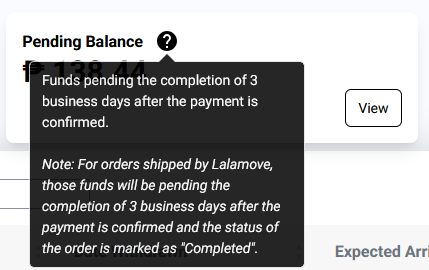 Pending Balance ?
₱ 138.44
Funds pending the completion of 3
business days after the payment is
confirmed.
View
Note: For orders shipped by Lalamove,
those funds will be pending the
completion of 3 business days after the
payment is confirmed and the status of
the order is marked as "Completed".
Expected Arri